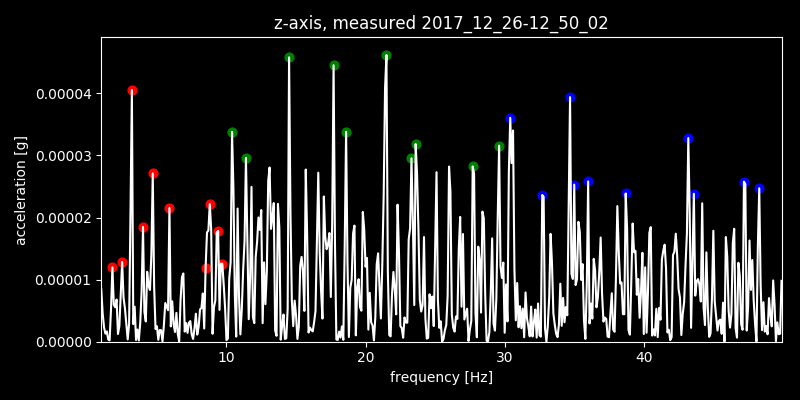 z-axis, measured 2017_12_26-12_50_02
acceleration [g]
0.00004
0.00003
0.00002
0.00001
0.00000
10 20 30 40
frequency [Hz]